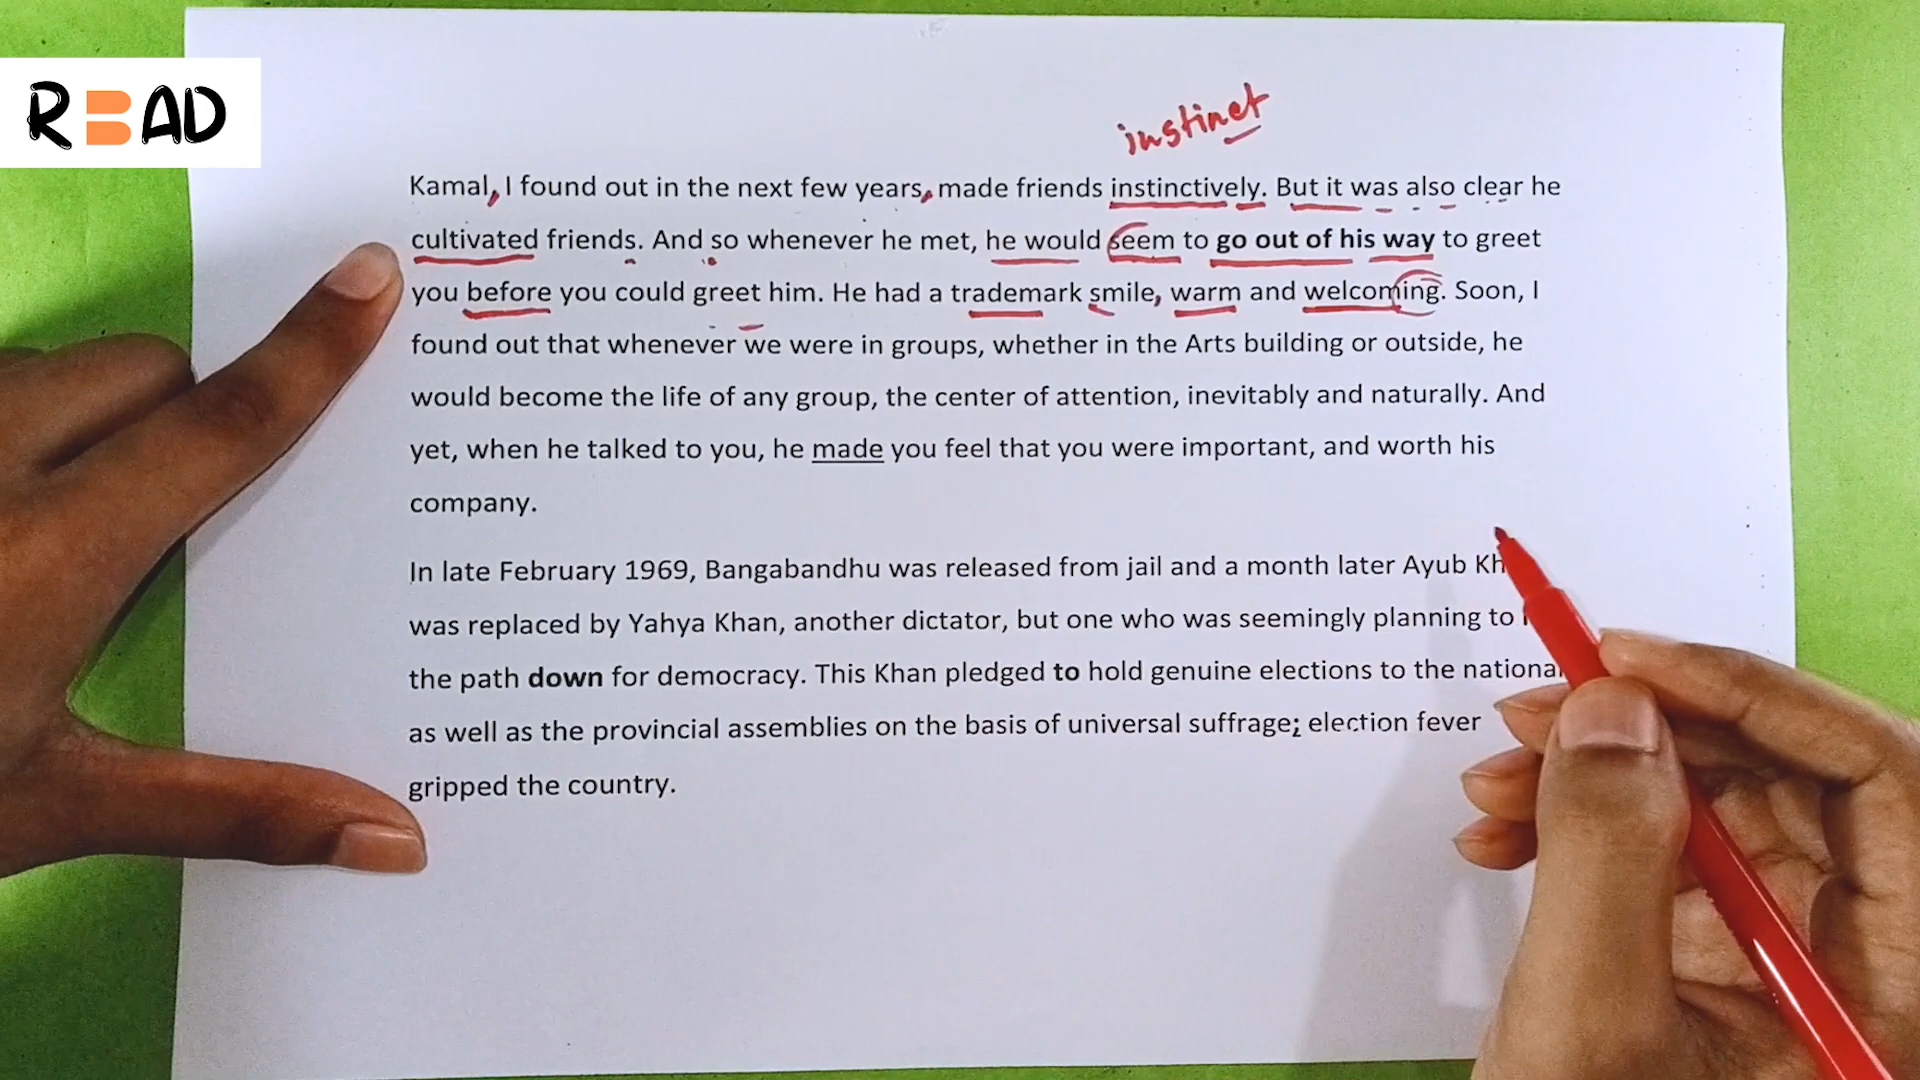 READ
instinct
Kamal, I found out in the next few years, made friends instinctively. But it was also clear he
cultivated friends. And so whenever he met, he would seem to go out of his way to greet
you before you could greet him. He had a trademark smile, warm and welcoming. Soon, I
found out that whenever we were in groups, whether in the Arts building or outside, he
would become the life of any group, the center of attention, inevitably and naturally. And
yet, when he talked to you, he made you feel that you were important, and worth his
company.
In late February 1969, Bangabandhu was released from jail and a month later Ayub
was replaced by Yahya Khan, another dictator, but one who was seemingly planning to
the path down for democracy. This Khan pledged to hold genuine elections to the national
as well as the provincial assemblies on the basis of universal suffrage; election fever
gripped the country.